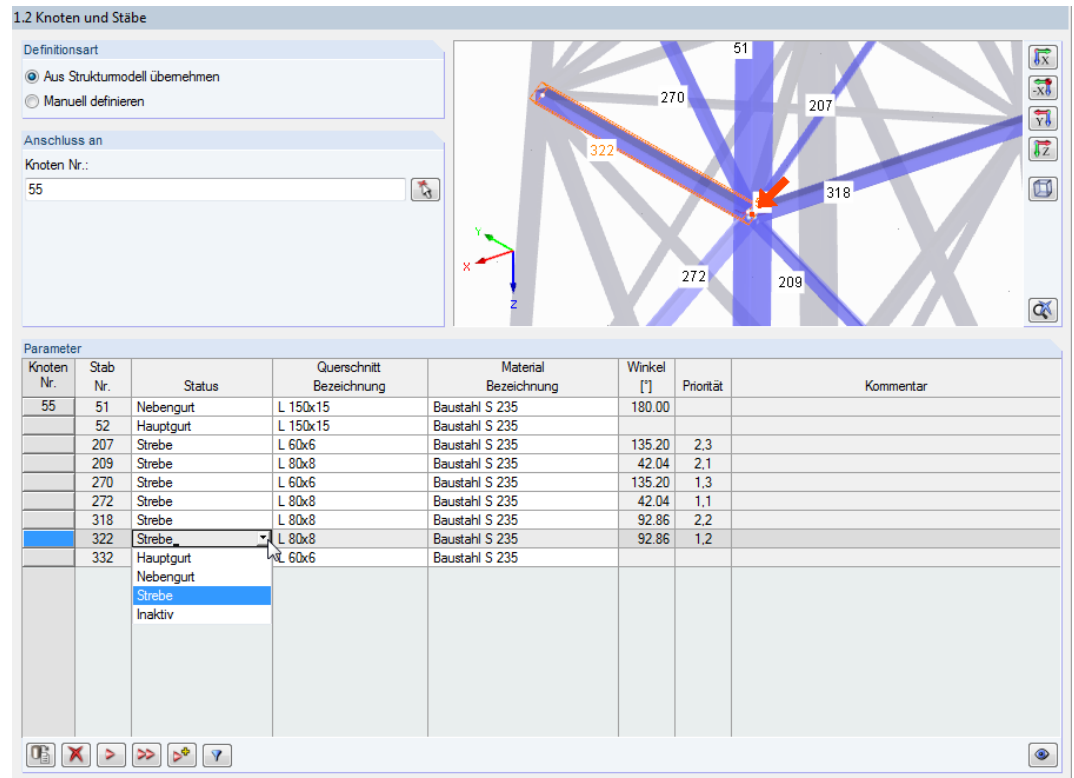 1.2 Knoten und Stäbe
Definitionsart
Aus Strukturmodell übernehmen
Manuell definieren
Anschluss an
Knoten Nr.:
55
51
270
207
322
318
272
209
Y
X
Z
X
-X
Y
Z
Parameter
Knoten Stab Querschnitt Material Winkel
Nr. Nr. Status Bezeichnung Bezeichnung [°] Priorität Kommentar
55 51 Nebengurt L 150x15 Baustahl S 235 180.00
52 Hauptgurt L 150x15 Baustahl S 235
207 Strebe L 60x6 Baustahl S 235 135.20 2,3
209 Strebe L 80x8 Baustahl S 235 42.04 2,1
270 Strebe L 60x6 Baustahl S 235 135.20 1,3
272 Strebe L 80x8 Baustahl S 235 42.04 1,1
318 Strebe L 80x8 Baustahl S 235 92.86 2,2
322 Strebe L 80x8 Baustahl S 235 92.86 1,2
332 Hauptgurt L 60x6 Baustahl S 235
Nebengurt
Strebe
Inaktiv